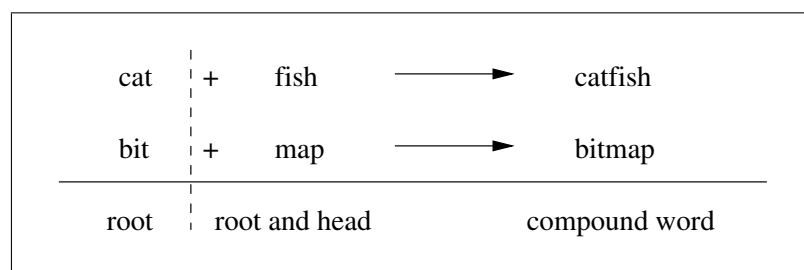 cat + fish catfish
bit + map bitmap
root root and head compound word